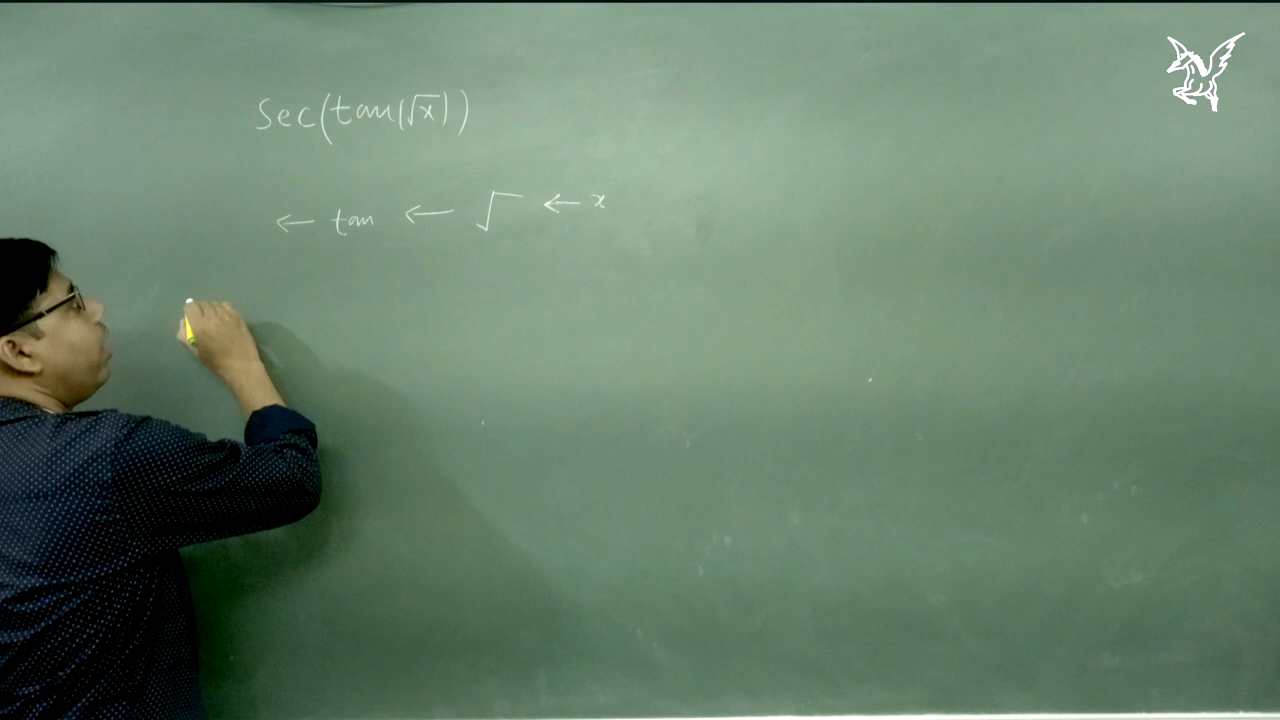 sec(tan(√x))
← tan ← √ ← x